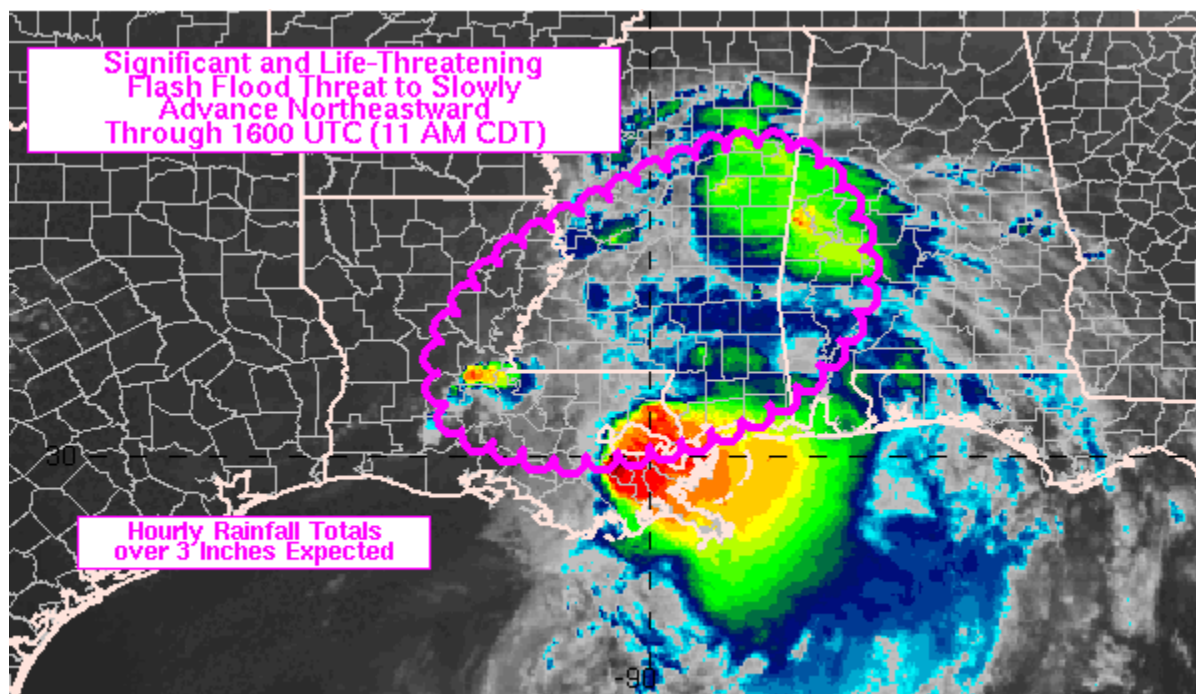 Significant and Life-Threatening
Flash Flood Threat to Slowly
Advance Northeastward
Through 1600 UTC (11 AM CDT)
30
Hourly Rainfall Totals
over 3 Inches Expected
-90